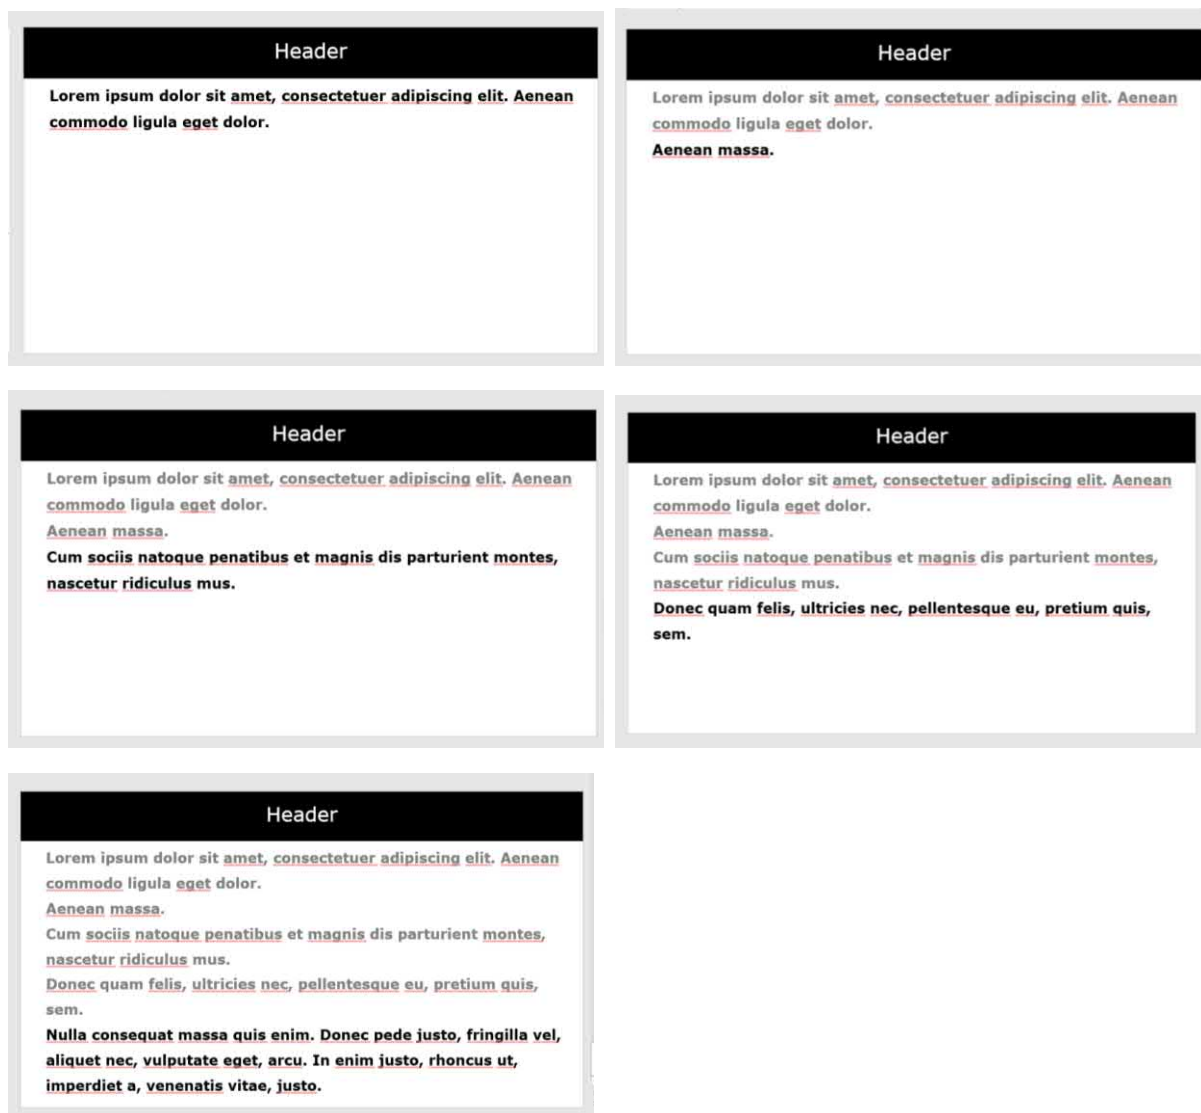 Header
Lorem ipsum dolor sit amet, consectetuer adipiscing elit. Aenean
commodo ligula eget dolor.
Header
Lorem ipsum dolor sit amet, consectetuer adipiscing elit. Aenean
commodo ligula eget dolor.
Aenean massa.
Header
Lorem ipsum dolor sit amet, consectetuer adipiscing elit. Aenean
commodo ligula eget dolor.
Aenean massa.
Cum sociis natoque penatibus et magnis dis parturient montes,
nascetur ridiculus mus.
Header
Lorem ipsum dolor sit amet, consectetuer adipiscing elit. Aenean
commodo ligula eget dolor.
Aenean massa.
Cum sociis natoque penatibus et magnis dis parturient montes,
nascetur ridiculus mus.
Donec quam felis, ultricies nec, pellentesque eu, pretium quis,
sem.
Header
Lorem ipsum dolor sit amet, consectetuer adipiscing elit. Aenean
commodo ligula eget dolor.
Aenean massa.
Cum sociis natoque penatibus et magnis dis parturient montes,
nascetur ridiculus mus.
Donec quam felis, ultricies nec, pellentesque eu, pretium quis,
sem.
Nulla consequat massa quis enim. Donec pede justo, fringilla vel,
aliquet nec, vulputate eget, arcu. In enim justo, rhoncus ut,
imperdiet a, venenatis vitae, justo.